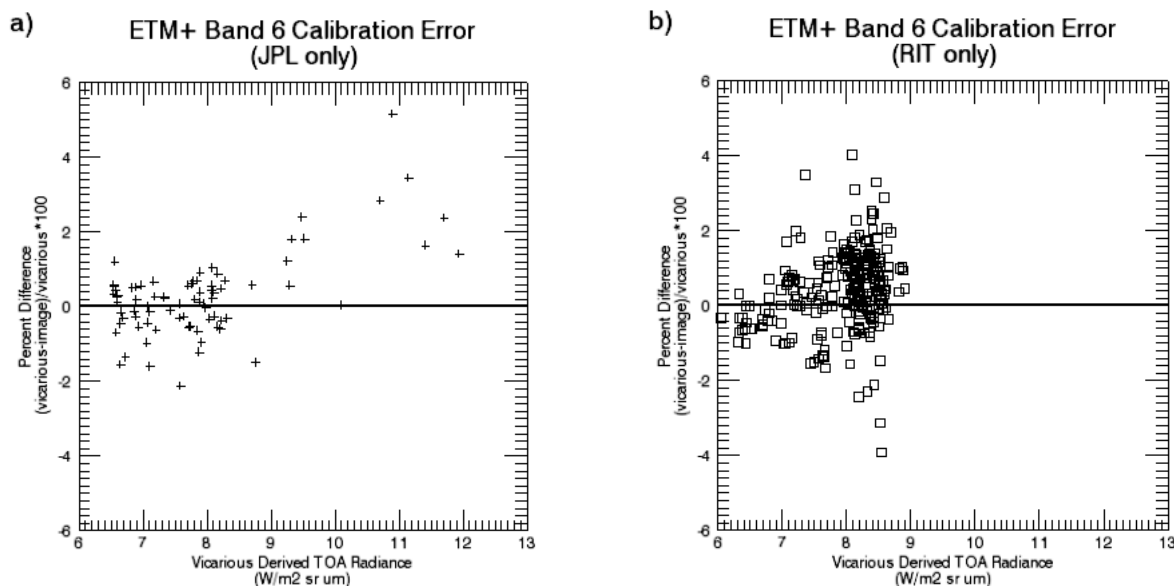 a)
ETM+ Band 6 Calibration Error
(JPL only)
6
4
2
0
-2
-4
-6
Percent Difference
(vicarious-image)/vicarious*100
6 7 8 9 10 11 12 13
Vicarious Derived TOA Radiance
(W/m2 sr um)
b)
ETM+ Band 6 Calibration Error
(RIT only)
6
4
2
0
-2
-4
-6
Percent Difference
(vicarious-image)/vicarious*100
6 7 8 9 10 11 12 13
Vicarious Derived TOA Radiance
(W/m2 sr um)